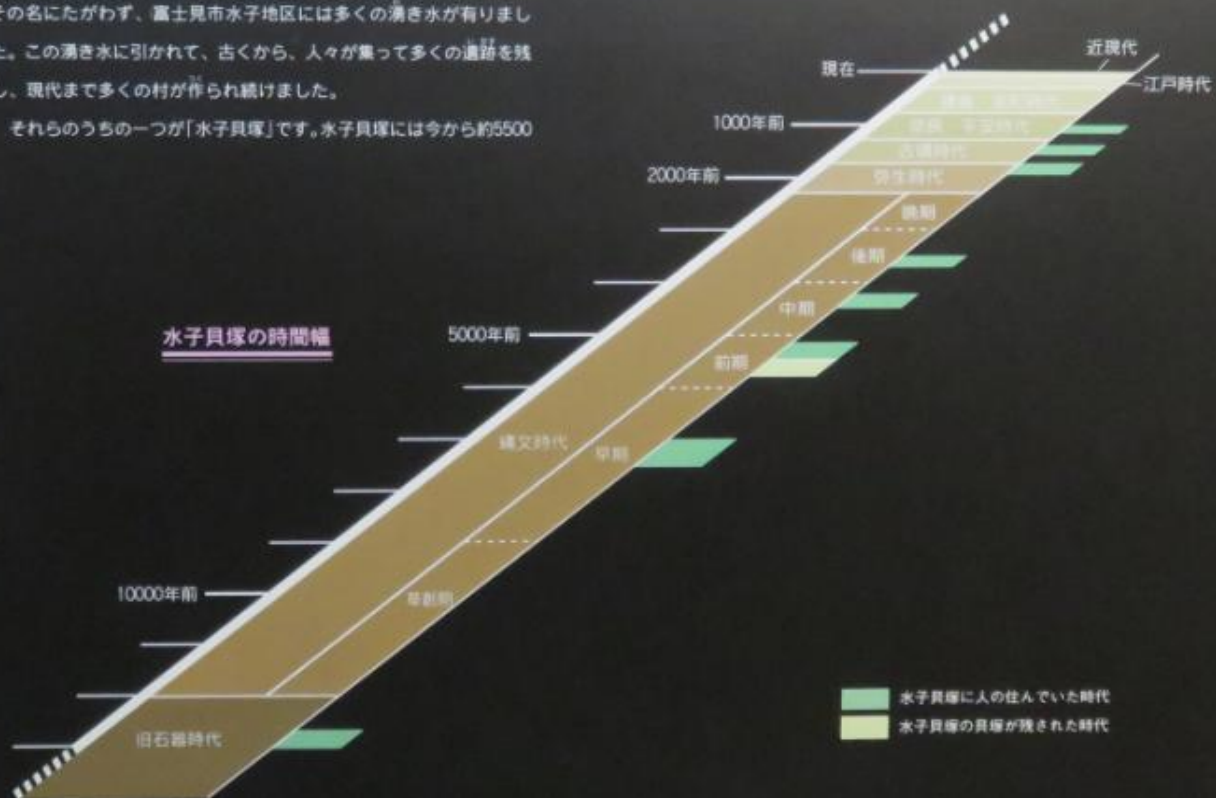 その名にたがわず、富士見市水子地区には多くの湧き水が有りまし
た。この湧き水に引かれて、古くから、人々が集って多くの遺跡を残
し、現代まで多くの村が作られ続けました。
それらのうちの一つが「水子貝塚」です。水子貝塚には今から約5500
水子貝塚の時間幅
現在
1000年前
2000年前
5000年前
10000年前
近現代
江戸時代
奈良 平安時代
古墳時代
弥生時代
縄文時代
晩期
後期
中期
前期
早期
草創期
旧石器時代
水子貝塚に人の住んでいた時代
水子貝塚の貝塚が残された時代